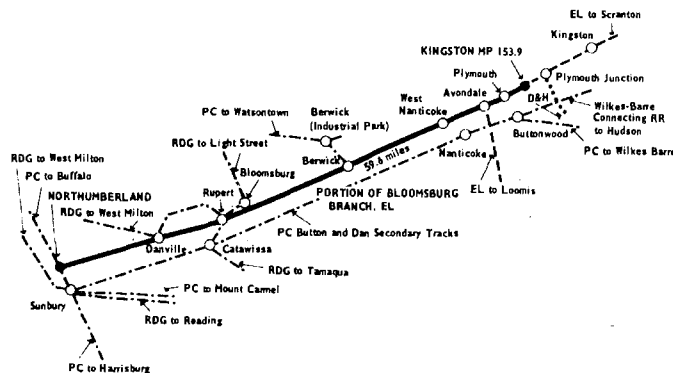 EL to Scranton
Kingston
KINGSTON MP 153.9
Plymouth
Plymouth Junction
Avondale
D&H
West
Nanticoke
Wilkes-Barre
Connecting RR
to Hudson
Buttonwood
PC to Wilkes Barre
PC to Watsontown
Berwick
(Industrial Park)
RDG to Light Street
Bloomsburg
Berwick
59.6 miles
Nanticoke
EL to Loomis
RDG to West Milton
PC to Buffalo
NORTHUMBERLAND
RDG to West Milton
Rupert
PORTION OF BLOOMSBURG
BRANCH, EL
Danville
Catawissa
PC Button and Dan Secondary Tracks
RDG to Tamaqua
Sunbury
PC to Mount Carmel
RDG to Reading
PC to Harrisburg